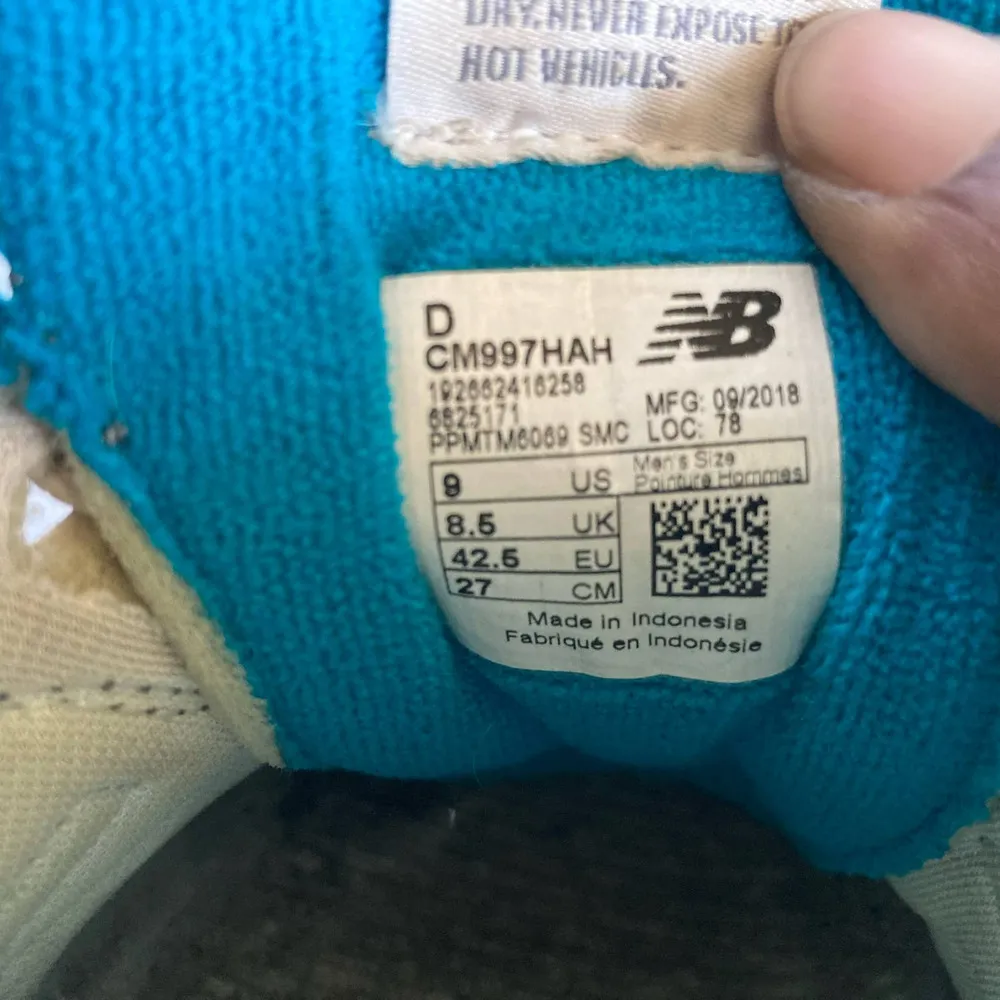 DRY. NEVER EXPOSE TO
HOT VEHICLES.
D
CM997HAH
NB
192662416258
6825171
PPMTM6069 SMC
MFG: 09/2018
LOC: 78
9 US
Men's Size
Pointure Hommes
8.5 UK
42.5 EU
27 CM
Made in Indonesia
Fabriqué en Indonésie